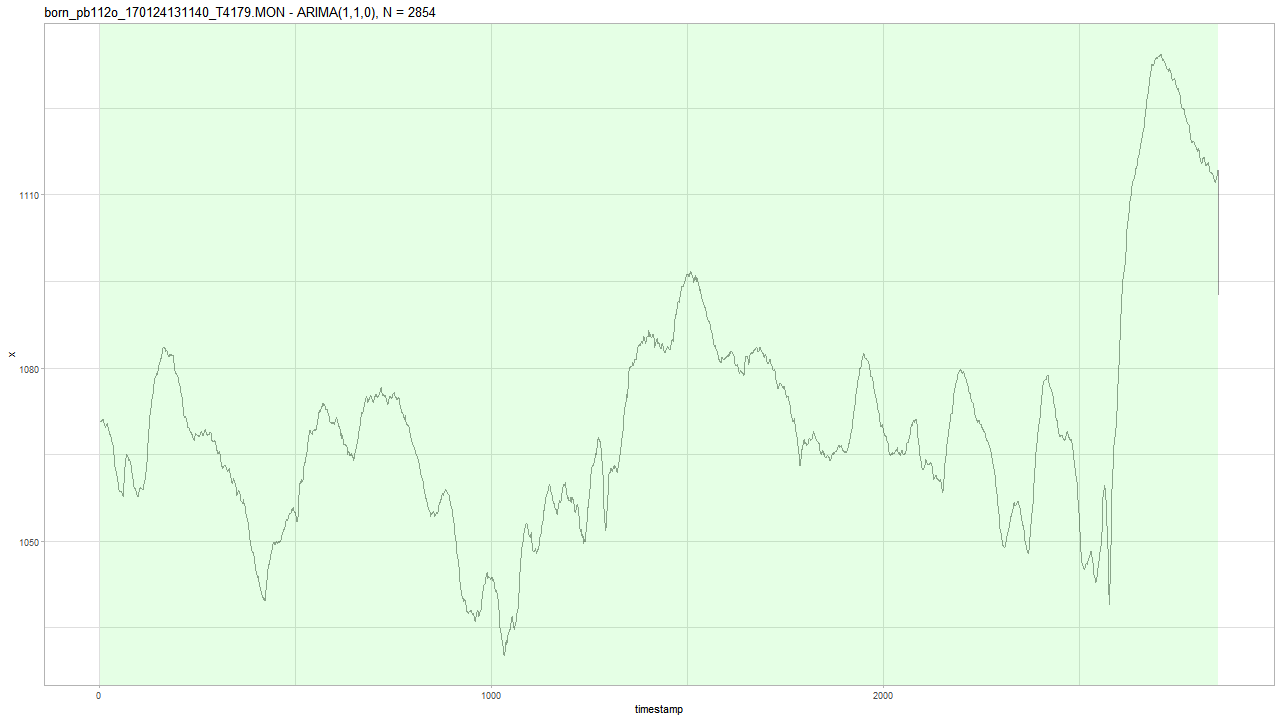 born_pb112o_170124131140_T4179.MON - ARIMA(1,1,0), N = 2854
1110
x
1080
1050
0 1000 2000
timestamp